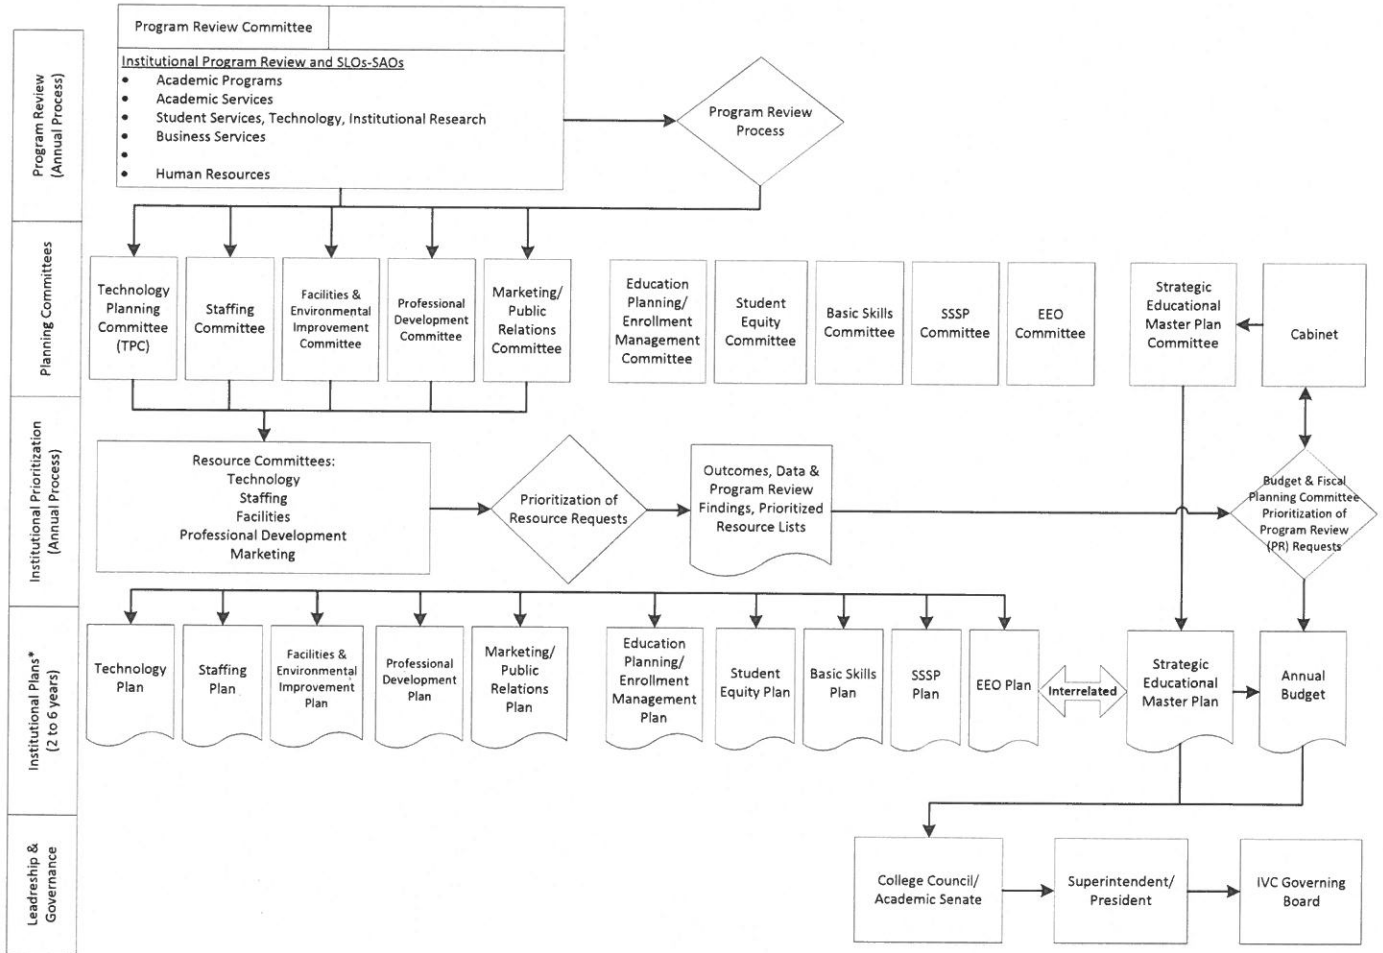 Program Review
(Annual Process)
Program Review Committee
Institutional Program Review and SLOs-SAOs
• Academic Programs
• Academic Services
• Student Services, Technology, Institutional Research
• Business Services
•
• Human Resources
Program Review
Process
Planning Committees
Technology
Planning
Committee
(TPC)
Staffing
Committee
Facilities &
Environmental
Improvement
Committee
Professional
Development
Committee
Marketing/
Public
Relations
Committee
Education
Planning/
Enrollment
Management
Committee
Student
Equity
Committee
Basic Skills
Committee
SSSP
Committee
EEO
Committee
Strategic
Educational
Master Plan
Committee
Cabinet
Institutional Prioritization
(Annual Process)
Resource Committees:
Technology
Staffing
Facilities
Professional Development
Marketing
Prioritization of
Resource Requests
Outcomes, Data &
Program Review
Findings, Prioritized
Resource Lists
Budget & Fiscal
Planning Committee
Prioritization of
Program Review
(PR) Requests
Institutional Plans*
(2 to 6 years)
Technology
Plan
Staffing
Plan
Facilities &
Environmental
Improvement
Plan
Professional
Development
Plan
Marketing/
Public
Relations
Plan
Education
Planning/
Enrollment
Management Plan
Student
Equity Plan
Basic Skills
Plan
SSSP
Plan
EEO Plan
Interrelated
Strategic
Educational
Master Plan
Annual
Budget
Leadreship &
Governance
College Council/
Academic Senate
Superintendent/
President
IVC Governing
Board